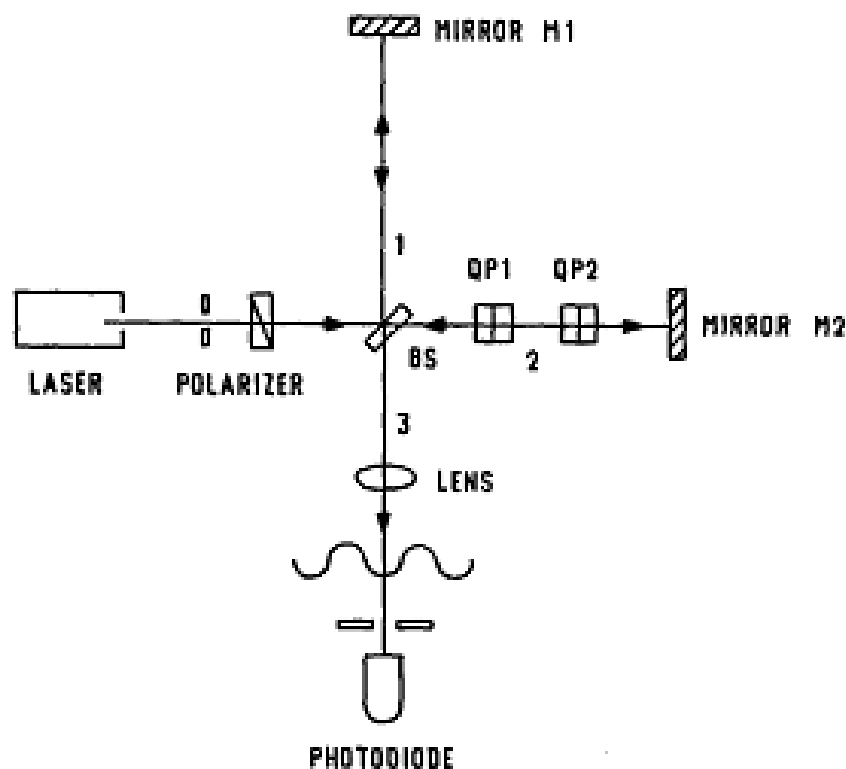 MIRROR M1
1
QP1
QP2
LASER
POLARIZER
BS
2
MIRROR M2
3
LENS
PHOTODIODE